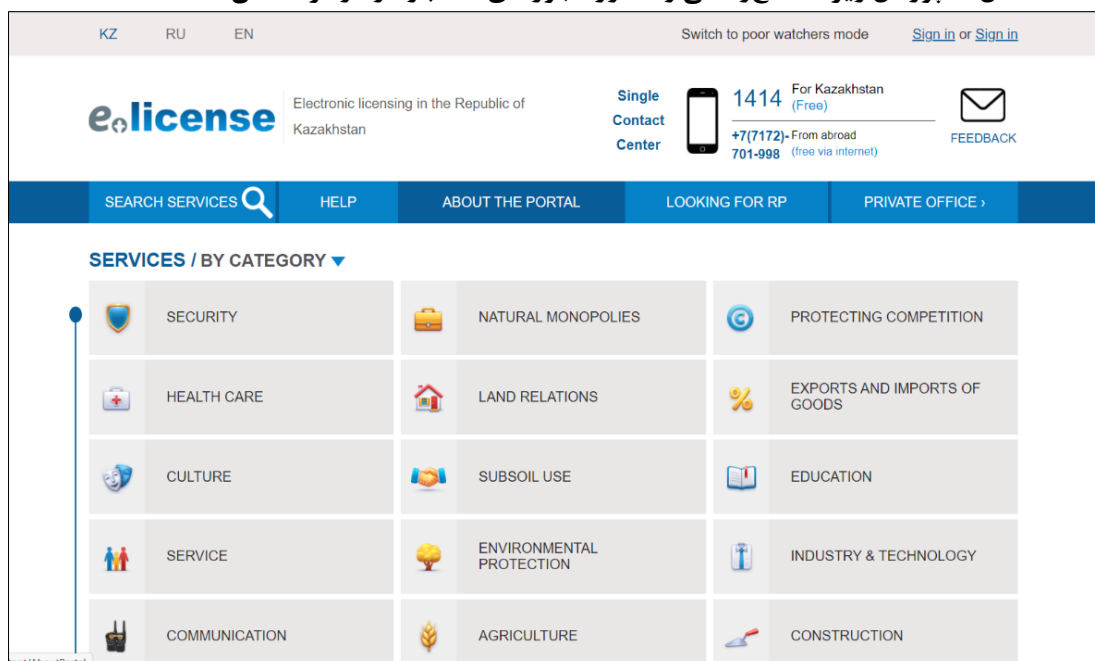 KZ RU EN Switch to poor watchers mode Sign in or Sign in
e.license
Electronic licensing in the Republic of
Kazakhstan
Single
Contact
Center
1414 For Kazakhstan
(Free)
+7(7172)- From abroad
701-998 (free via internet)
FEEDBACK
SEARCH SERVICES HELP ABOUT THE PORTAL LOOKING FOR RP PRIVATE OFFICE ›
SERVICES / BY CATEGORY ▼
SECURITY NATURAL MONOPOLIES PROTECTING COMPETITION
HEALTH CARE LAND RELATIONS EXPORTS AND IMPORTS OF
GOODS
CULTURE SUBSOIL USE EDUCATION
SERVICE ENVIRONMENTAL
PROTECTION INDUSTRY & TECHNOLOGY
COMMUNICATION AGRICULTURE CONSTRUCTION